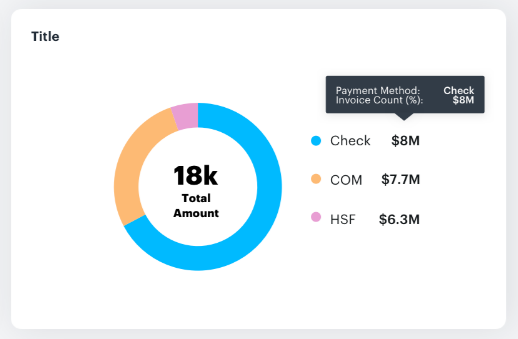 Title
Payment Method: Check
Invoice Count (%): $8M
18k
Total
Amount
Check $8M
COM $7.7M
HSF $6.3M